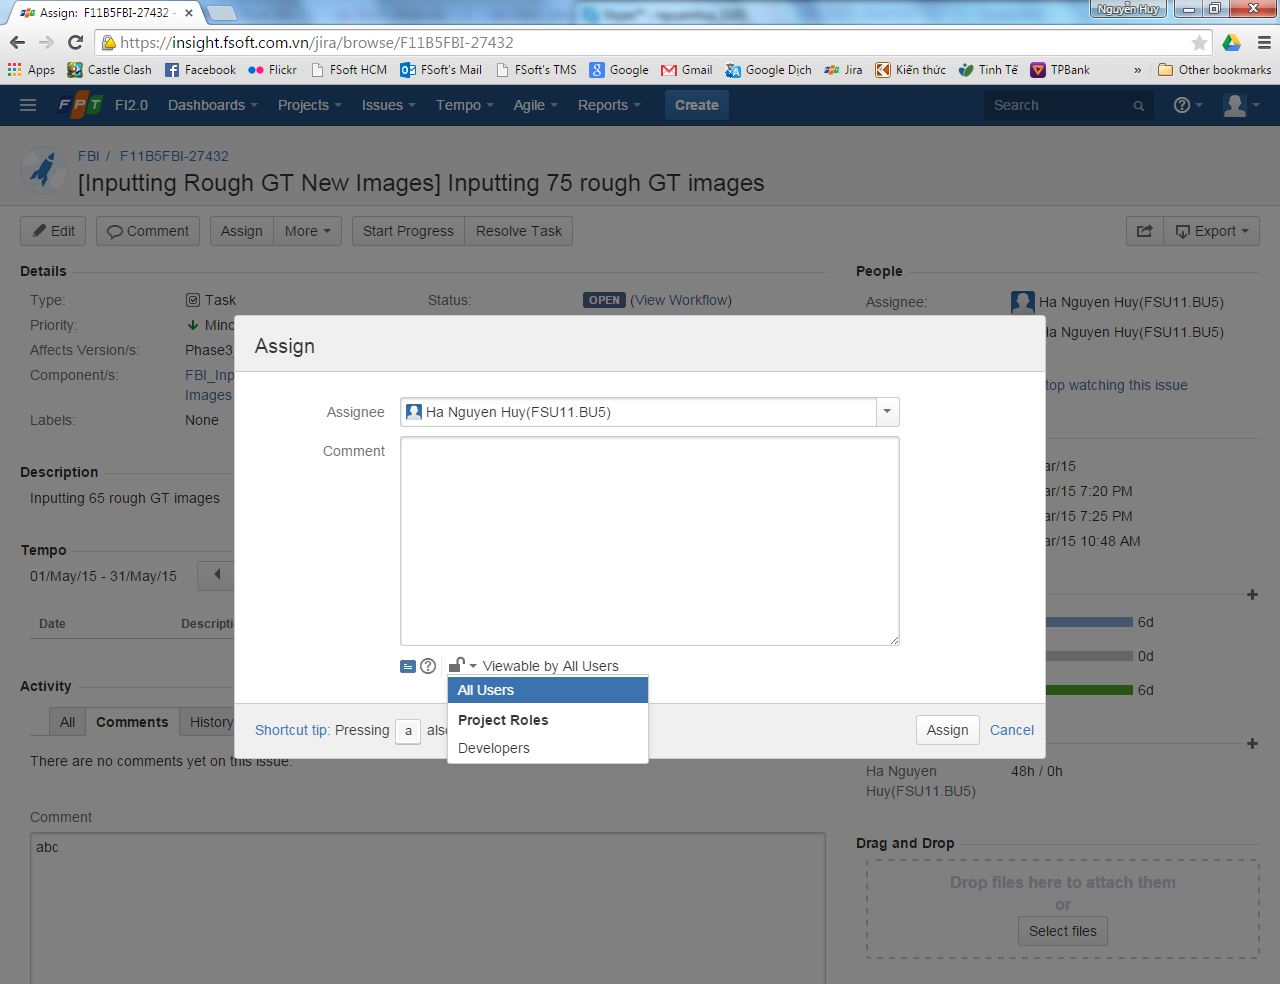 Assign: F11B5FBI-27432 -
Nguyễn Huy
https://insight.fsoft.com.vn/jira/browse/F11B5FBI-27432
Apps Castle Clash Facebook Flickr FSoft HCM FSoft's Mail FSoft's TMS Google Gmail Google Dịch Jira Kiến thức Tinh Tế TPBank » Other bookmarks
FPT FI2.0 Dashboards Projects Issues Tempo Agile Reports Create Search
FBI / F11B5FBI-27432
[Inputting Rough GT New Images] Inputting 75 rough GT images
Edit Comment Assign More Start Progress Resolve Task Export
Details
Type: Task Status: OPEN (View Workflow)
Priority: Mino
Affects Version/s: Phase3
Component/s: FBI_Inp
Images
Labels: None
People
Assignee: Ha Nguyen Huy(FSU11.BU5)
Ha Nguyen Huy(FSU11.BU5)
top watching this issue
Assign
Assignee Ha Nguyen Huy(FSU11.BU5)
Comment
Viewable by All Users
All Users
Project Roles
Developers
Shortcut tip: Pressing a also
Assign Cancel
Description
Inputting 65 rough GT images
Tempo
01/May/15 - 31/May/15
Date Descripti
ar/15
ar/15 7:20 PM
ar/15 7:25 PM
ar/15 10:48 AM
6d
0d
6d
Activity
All Comments History
There are no comments yet on this issue.
Comment
abc
Ha Nguyen 48h / 0h
Huy(FSU11.BU5)
Drag and Drop
Drop files here to attach them
or
Select files